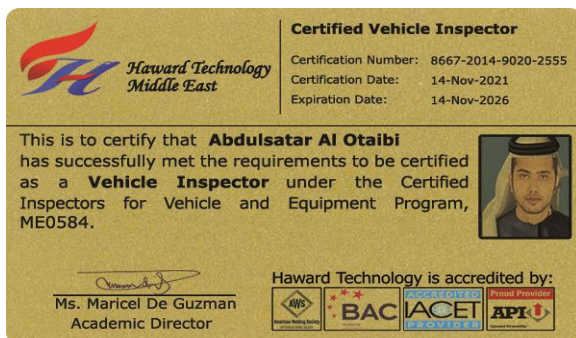 Haward Technology
Middle East
Certified Vehicle Inspector
Certification Number: 8667-2014-9020-2555
Certification Date: 14-Nov-2021
Expiration Date: 14-Nov-2026
This is to certify that Abdulsatar Al Otaibi
has successfully met the requirements to be certified
as a Vehicle Inspector under the Certified
Inspectors for Vehicle and Equipment Program,
ME0584.
Ms. Maricel De Guzman
Academic Director
Haward Technology is accredited by:
AWS
American Welding Society
BAC
ACCREDITED
IACET
PROVIDER
Proud Provider
API